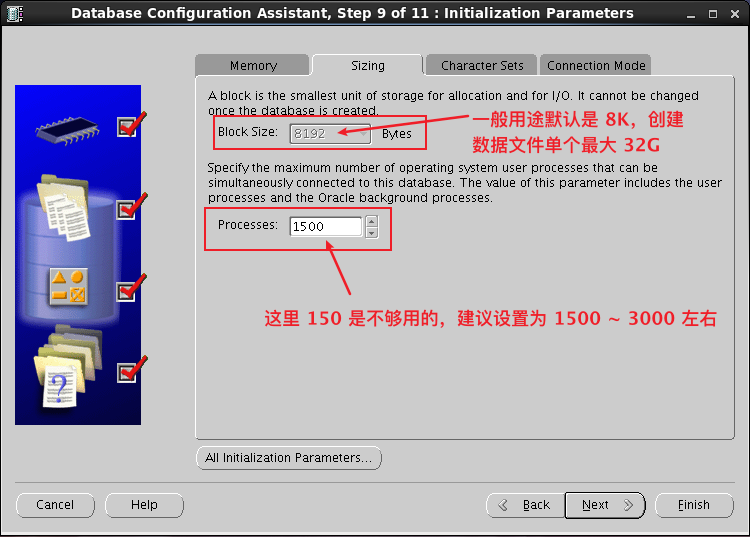 Database Configuration Assistant, Step 9 of 11 : Initialization Parameters
Memory
Sizing
Character Sets
Connection Mode
A block is the smallest unit of storage for allocation and for I/O. It cannot be changed
once the database is created.
Block Size:
8192
Bytes
一般用途默认是 8K，创建
数据文件单个最大 32G
Specify the maximum number of operating system user processes that can be
simultaneously connected to this database. The value of this parameter includes the user
processes and the Oracle background processes.
Processes:
1500
这里 150 是不够用的，建议设置为 1500 ~ 3000 左右
?
All Initialization Parameters...
Cancel
Help
Back
Next
Finish